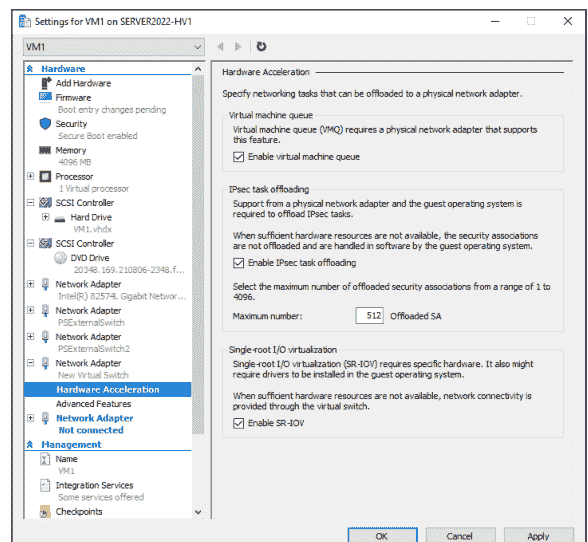 Settings for VM1 on SERVER2022-HV1
VM1
Hardware
Add Hardware
Firmware
Boot entry changes pending
Security
Secure Boot enabled
Memory
4096 MB
Processor
1 Virtual processor
SCSI Controller
Hard Drive
VM1.vhdx
SCSI Controller
DVD Drive
20348.169.210806-2348.f...
Network Adapter
Intel(R) 82574L Gigabit Networ...
Network Adapter
PSExternalSwitch
Network Adapter
PSExternalSwitch2
Network Adapter
New Virtual Switch
Hardware Acceleration
Advanced Features
Network Adapter
Not connected
Management
Name
VM1
Integration Services
Some services offered
Checkpoints
Hardware Acceleration
Specify networking tasks that can be offloaded to a physical network adapter.
Virtual machine queue
Virtual machine queue (VMQ) requires a physical network adapter that supports
this feature.
Enable virtual machine queue
IPsec task offloading
Support from a physical network adapter and the guest operating system is
required to offload IPsec tasks.
When sufficient hardware resources are not available, the security associations
are not offloaded and are handled in software by the guest operating system.
Enable IPsec task offloading
Select the maximum number of offloaded security associations from a range of 1 to
4096.
Maximum number: 512 Offloaded SA
Single-root I/O virtualization
Single-root I/O virtualization (SR-IOV) requires specific hardware. It also might
require drivers to be installed in the guest operating system.
When sufficient hardware resources are not available, network connectivity is
provided through the virtual switch.
Enable SR-IOV
OK Cancel Apply